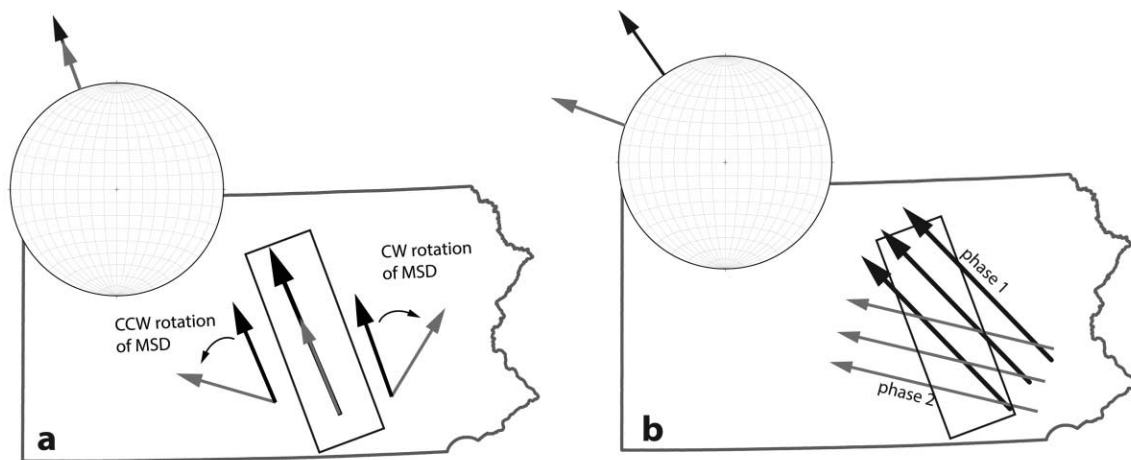 CCW rotation
of MSD
CW rotation
of MSD
a
phase 1
phase 2
b